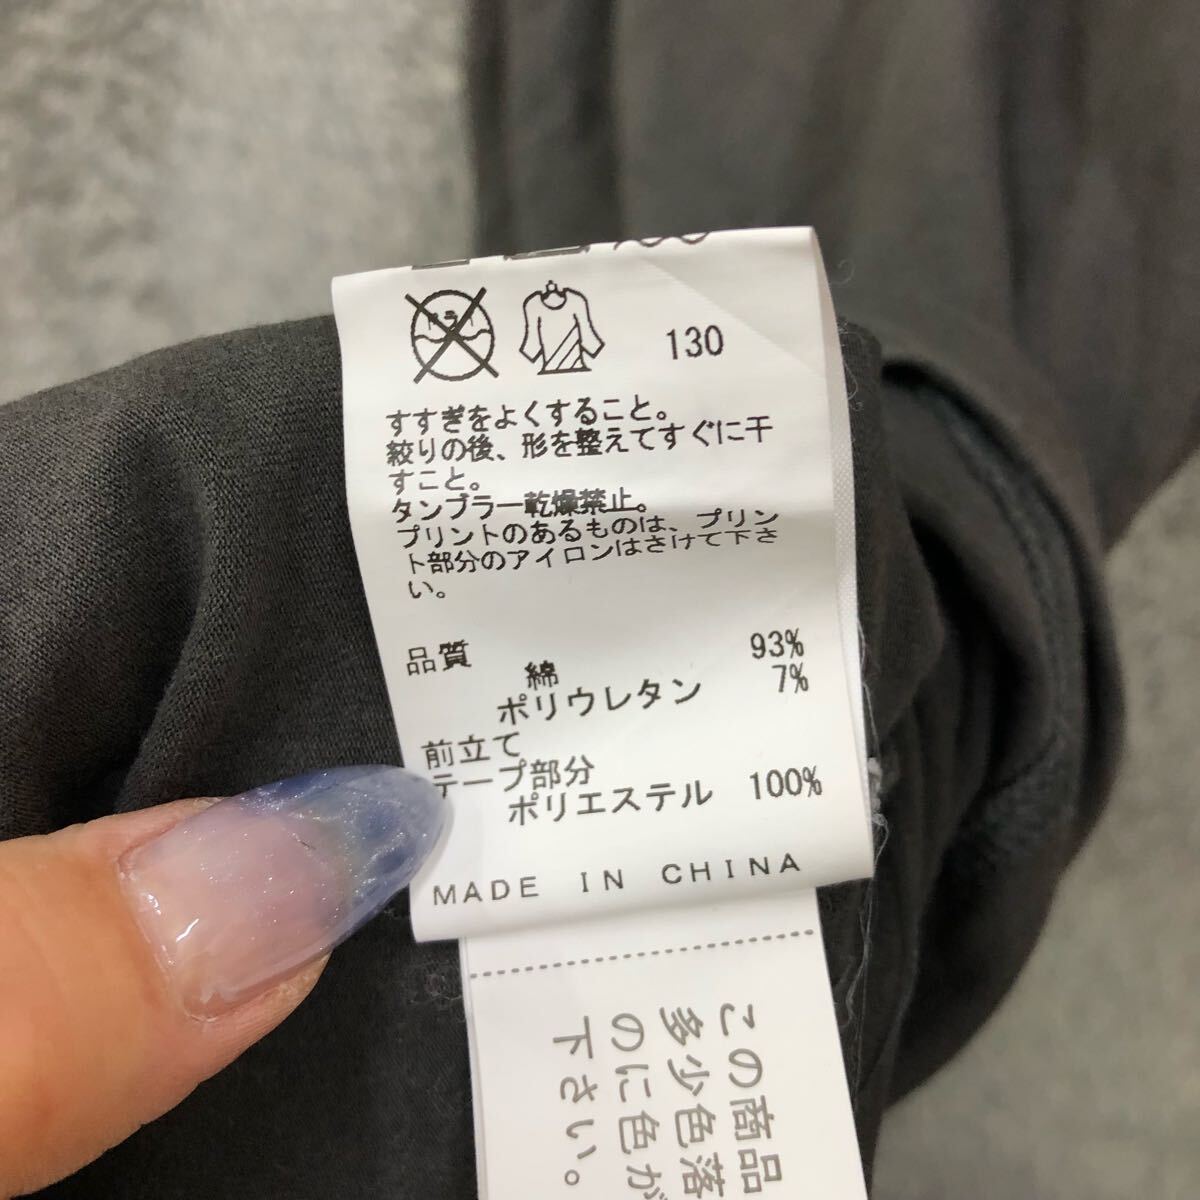 ドライ
130
すすぎをよくすること。
絞りの後、形を整えてすぐに干
すこと。
タンブラー乾燥禁止。
プリントのあるものは、プリン
ト部分のアイロンはさけて下さ
い。
品質
綿 93%
ポリウレタン 7%
前立て
テープ部分
ポリエステル 100%
MADE IN CHINA
この商品
多少色落
のに色が
下さい。